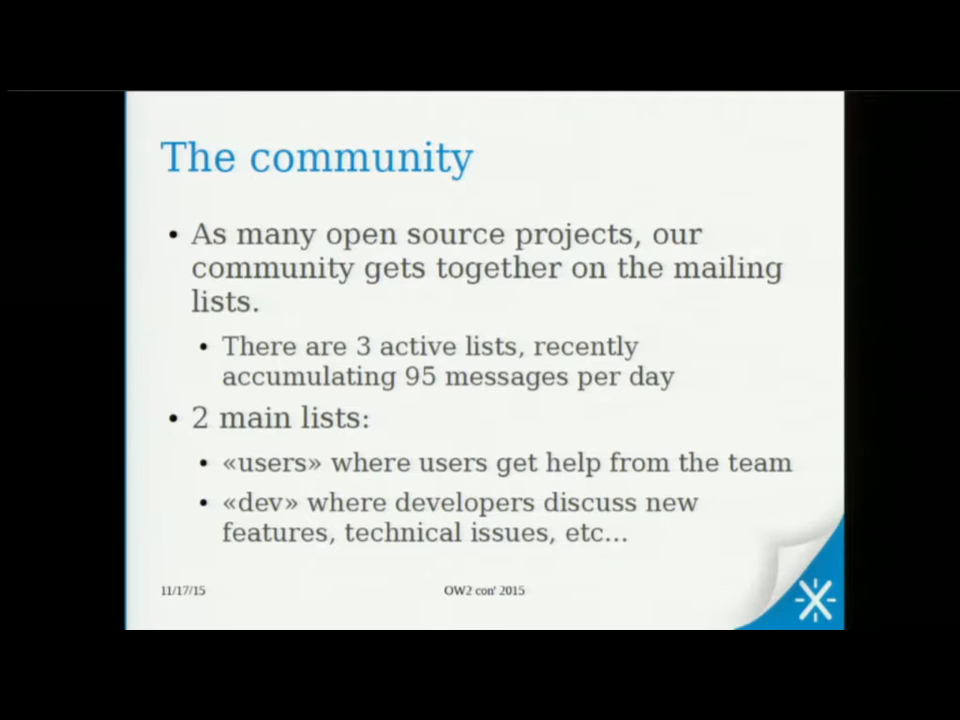 The community
• As many open source projects, our
community gets together on the mailing
lists.
• There are 3 active lists, recently
accumulating 95 messages per day
• 2 main lists:
• «users» where users get help from the team
• «dev» where developers discuss new
features, technical issues, etc...
11/17/15
OW2 con' 2015